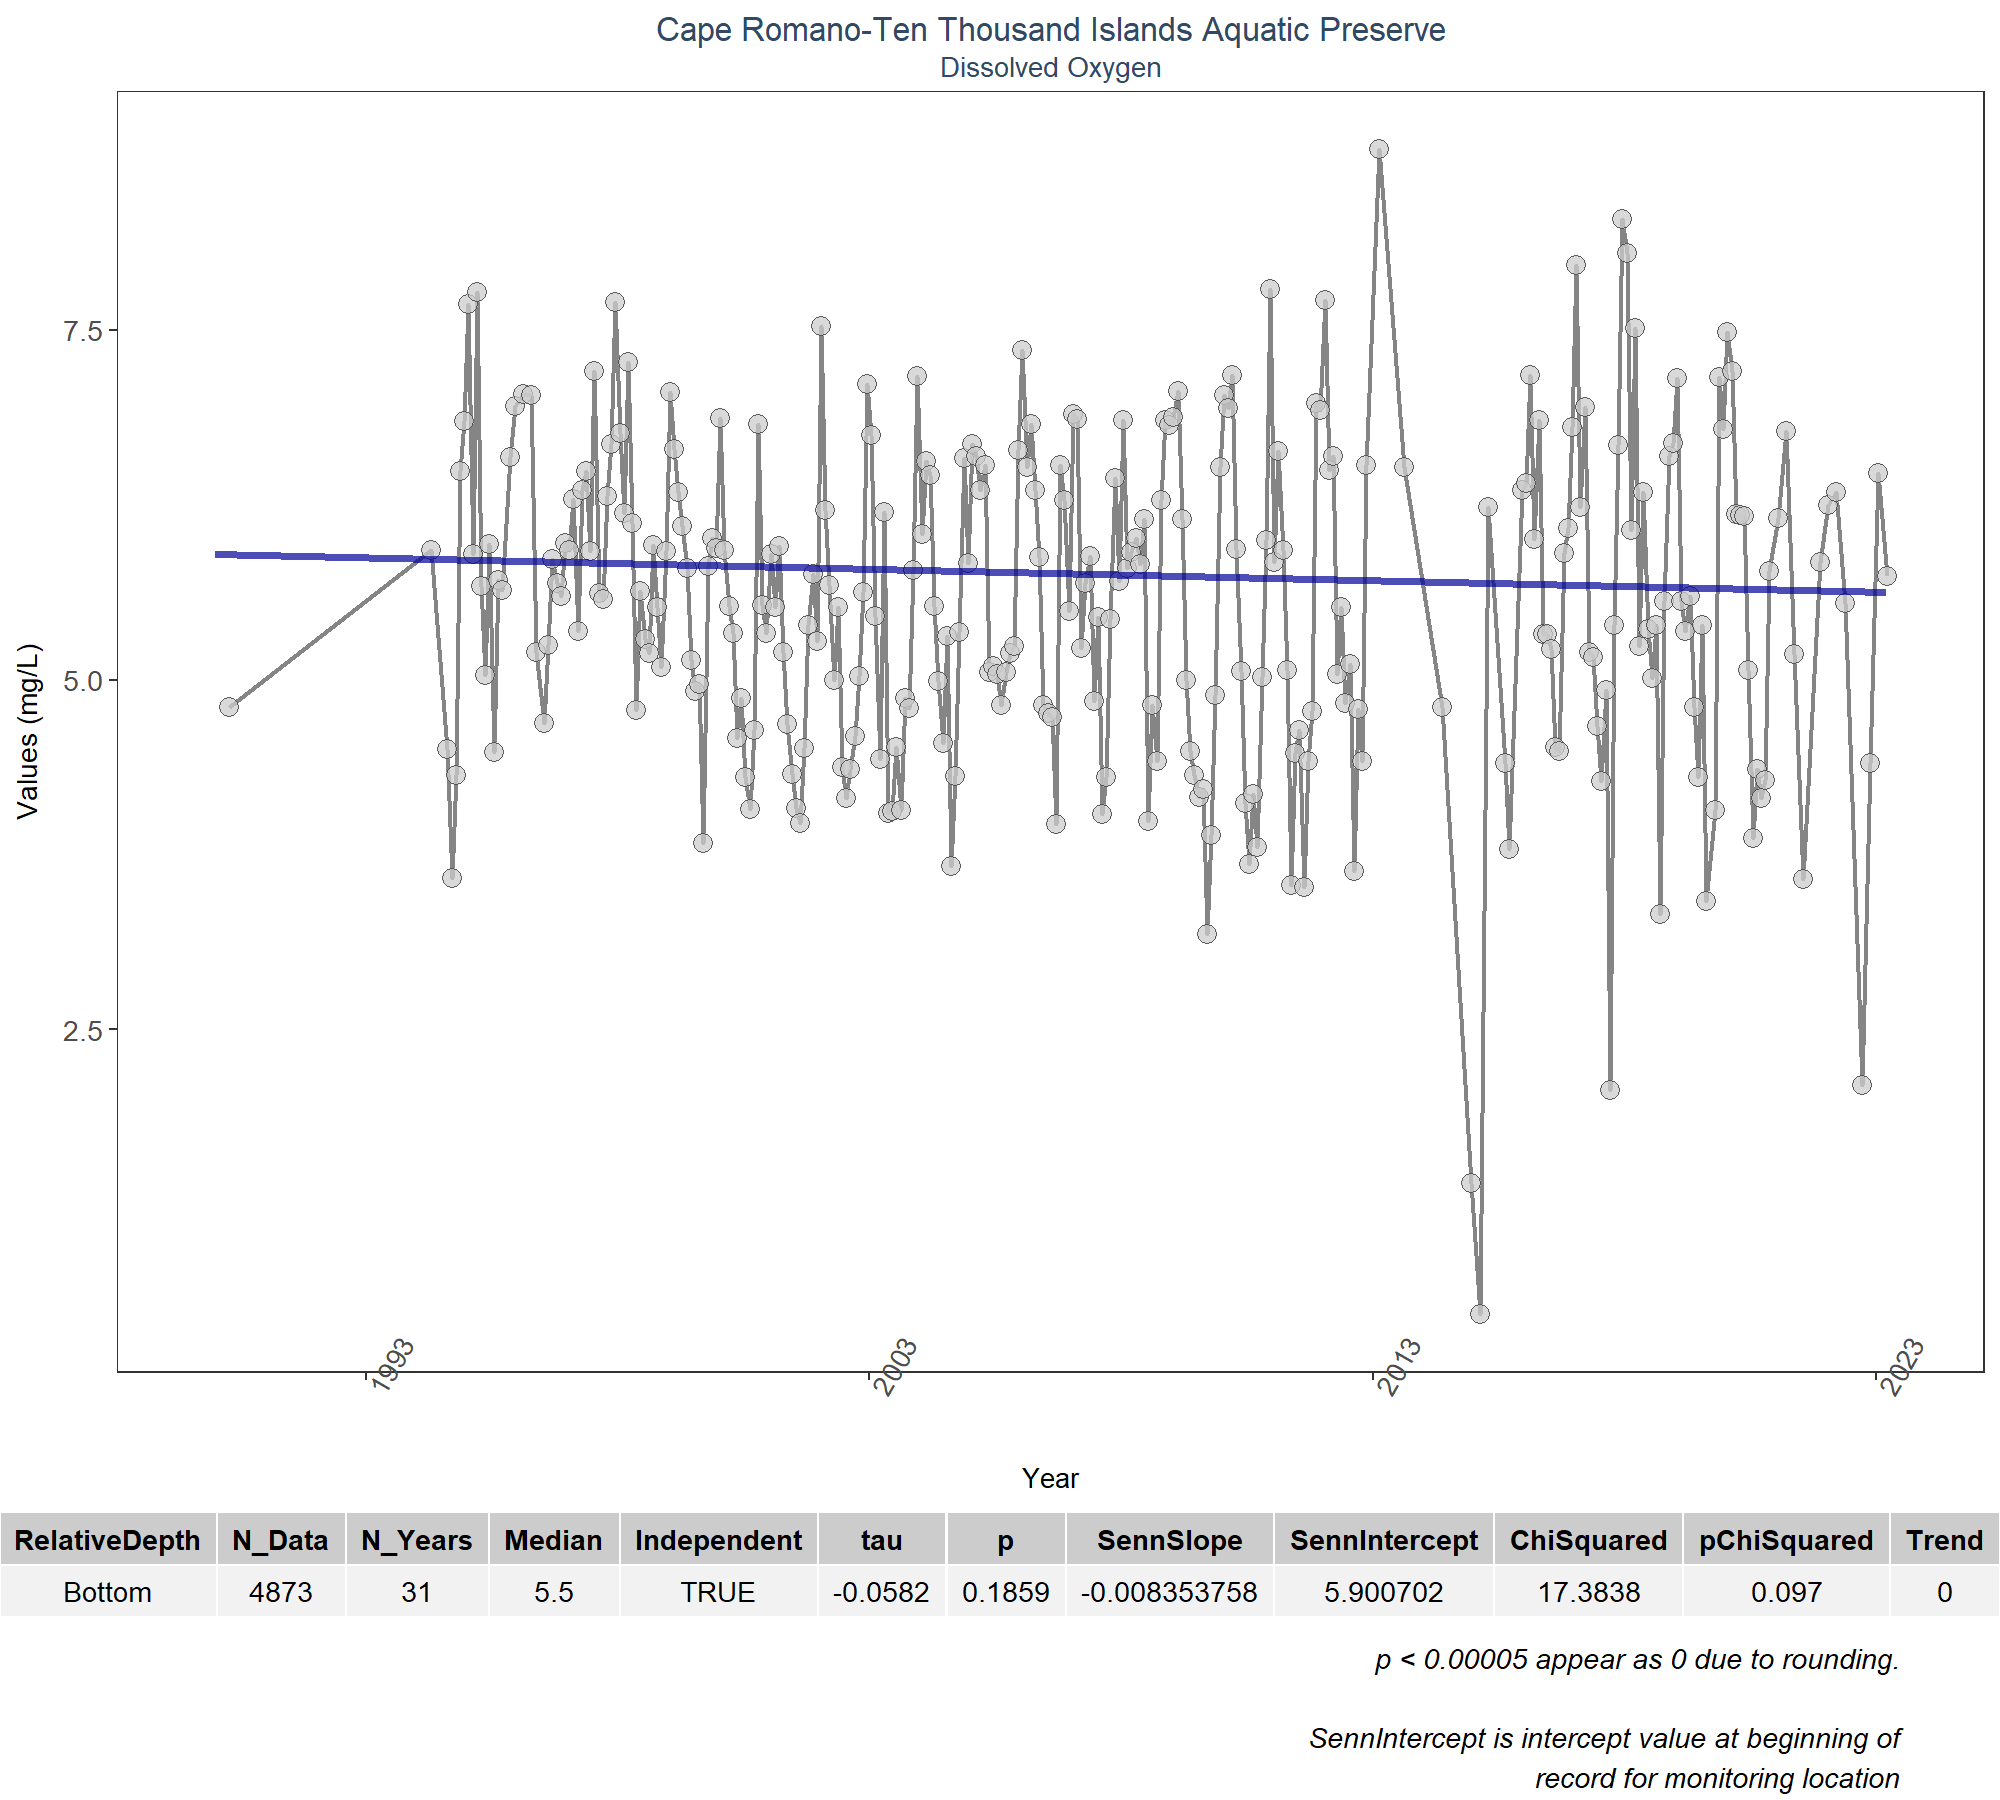 Cape Romano-Ten Thousand Islands Aquatic Preserve
Dissolved Oxygen
7.5
5.0
2.5
Values (mg/L)
1993
2003
2013
2023
Year
RelativeDepth N_Data N_Years Median Independent tau p SennSlope SennIntercept ChiSquared pChiSquared Trend
Bottom 4873 31 5.5 TRUE -0.0582 0.1859 -0.008353758 5.900702 17.3838 0.097 0
p < 0.00005 appear as 0 due to rounding.
SennIntercept is intercept value at beginning of
record for monitoring location